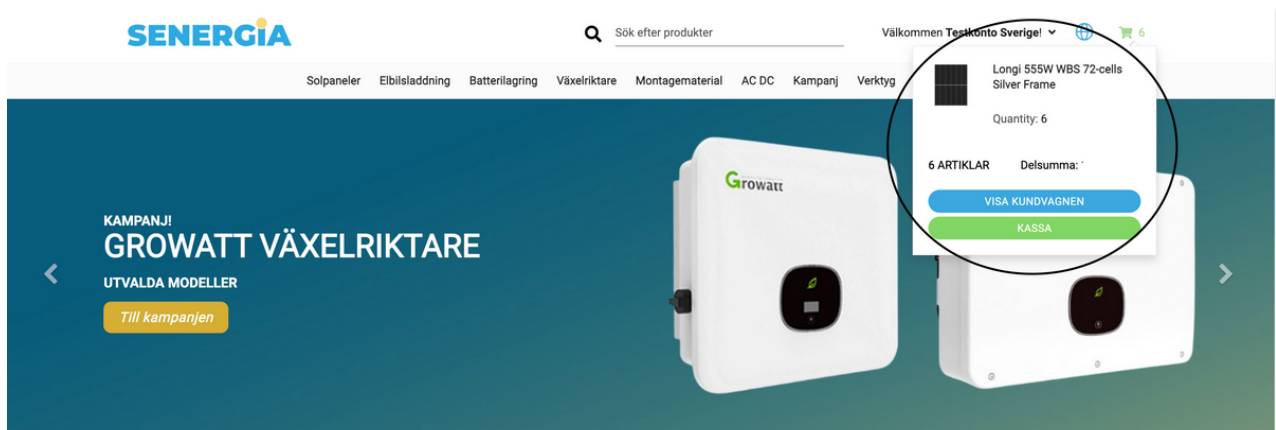 SENERGIA
Sök efter produkter
Välkommen Testkonto Sverige!
6
Solpaneler Elbilsladdning Batterilagring Växelriktare Montagematerial AC DC Kampanj Verktyg
Longi 555W WBS 72-cells
Silver Frame
Quantity: 6
6 ARTIKLAR Delsumma:
VISA KUNDVAGNEN
KASSA
KAMPANJ!
GROWATT VÄXELRIKTARE
UTVALDA MODELLER
Till kampanjen
Growatt